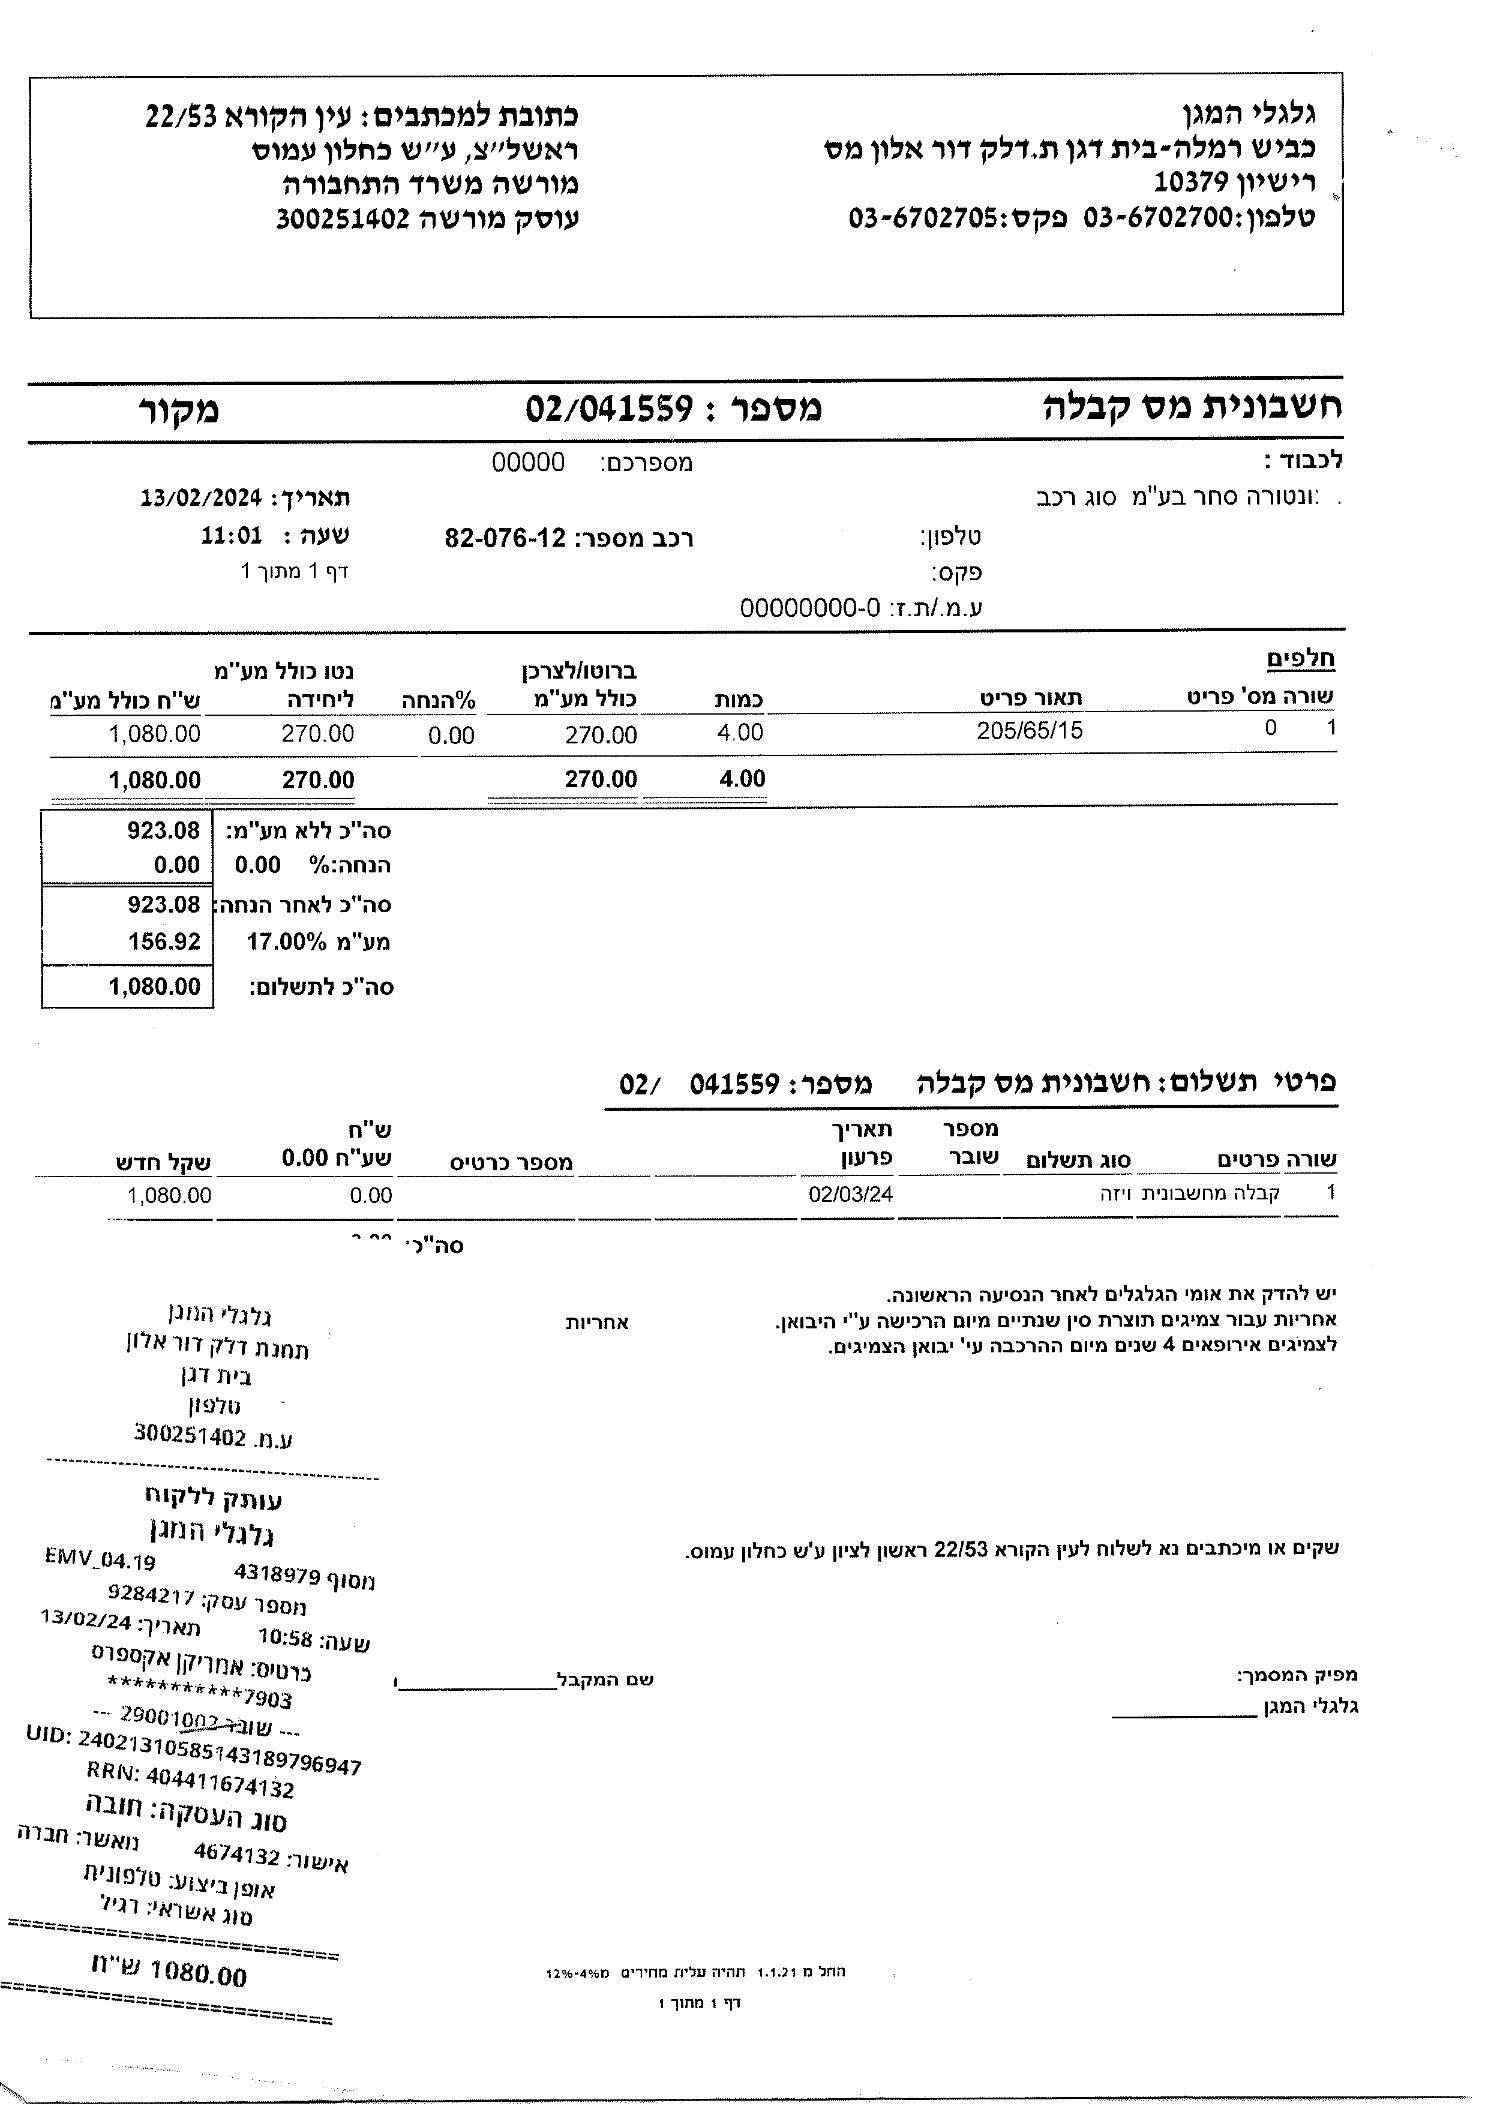 גלגלי המגן
כביש רמלה-בית דגן ת.דלק דור אלון מס
רישיון 10379
טלפון:03-6702700 פקס:03-6702705
כתובת למכתבים: עין הקורא 22/53
ראשל״צ, ע״ש כחלון עמוס
מורשה משרד התחבורה
עוסק מורשה 300251402
חשבונית מס קבלה מספר : 02/041559 מקור
לכבוד : מספרכם: 00000
. :ונטורה סחר בע"מ סוג רכב תאריך: 13/02/2024
טלפון: רכב מספר: 82-076-12 שעה : 11:01
פקס: דף 1 מתוך 1
ע.מ./ת.ז: 00000000-0
חלפים
ברוטו/לצרכן נטו כולל מע"מ
שורה מס' פריט תאור פריט כמות כולל מע"מ %הנחה ליחידה ש"ח כולל מע"מ
1 0 205/65/15 4.00 270.00 0.00 270.00 1,080.00
4.00 270.00 270.00 1,080.00
סה"כ ללא מע"מ: 923.08
הנחה:% 0.00 0.00
סה"כ לאחר הנחה: 923.08
מע"מ 17.00% 156.92
סה"כ לתשלום: 1,080.00
פרטי תשלום: חשבונית מס קבלה מספר: 041559 /02
מספר תאריך ש"ח
שורה פרטים סוג תשלום שובר פרעון מספר כרטיס שע"ח 0.00 שקל חדש
1 קבלה מחשבונית ויזה 02/03/24 0.00 1,080.00
סה"כ:
יש להדק את אומי הגלגלים לאחר הנסיעה הראשונה.
אחריות עבור צמיגים תוצרת סין שנתיים מיום הרכישה ע"י היבואן. אחריות
לצמיגים אירופאים 4 שנים מיום ההרכבה עי' יבואן הצמיגים.
שקים או מיכתבים נא לשלוח לעין הקורא 22/53 ראשון לציון ע'ש כחלון עמוס.
מפיק המסמך: שם המקבל
גלגלי המגן
גלגלי המגן
תחנת דלק דור אלון
בית דגן
טלפון
ע.מ. 300251402
עותק ללקוח
גלגלי המגן
מסוף 4318979 EMV_04.19
מספר עסק: 9284217
שעה: 10:58 תאריך: 13/02/24
כרטיס: אמריקן אקספרס
***********7903
--- שובר 29001002 ---
UID: 24021310585143189796947
RRN: 404411674132
סוג העסקה: חובה
אישור: 4674132 מאשר: חברה
אופן ביצוע: טלפונית
סוג אשראי: רגיל
1080.00 ש"ח
החל מ 1.1.21 תהיה עלית מחירים מ4%-12%
דף 1 מתוך 1